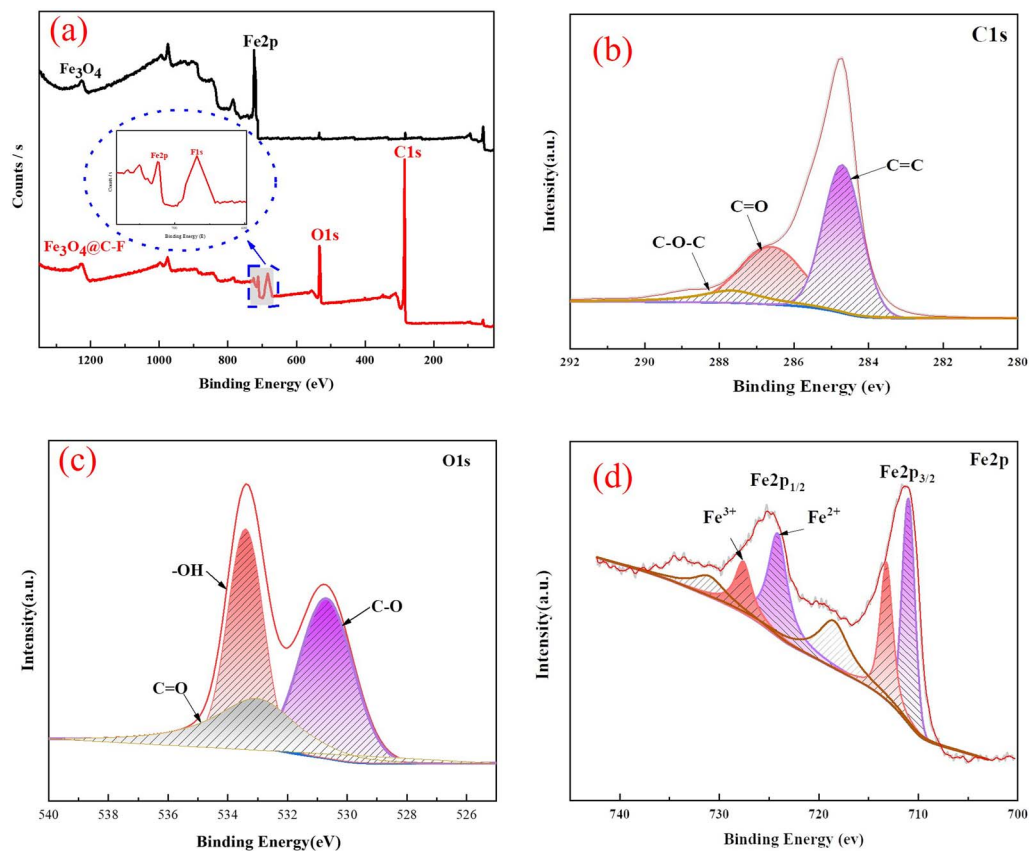 (a)
Fe2p
Fe₃O₄
Fe2p
F1s
Counts / s
Binding Energy (E)
C1s
O1s
Fe₃O₄@C-F
Counts / s
1200 1000 800 600 400 200
Binding Energy (eV)
(b)
C1s
C=C
C=O
C-O-C
Intensity(a.u.)
292 290 288 286 284 282 280
Binding Energy (ev)
(c)
O1s
-OH
C-O
C=O
Intensity(a.u.)
540 538 536 534 532 530 528 526
Binding Energy(eV)
(d)
Fe2p
Fe2p₃/₂
Fe2p₁/₂
Fe³⁺
Fe²⁺
Intensity(a.u.)
740 730 720 710 700
Binding Energy (ev)